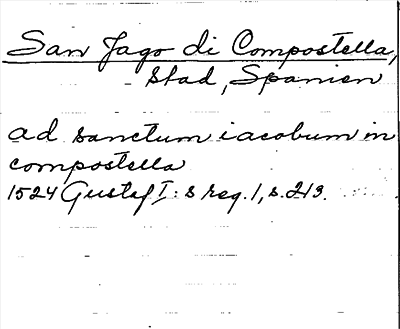 San Jago di Compostella,
stad, Spanien
ad sanctum iacobum in
compostella
1524 Gustaf I: s reg. 1, s. 213.